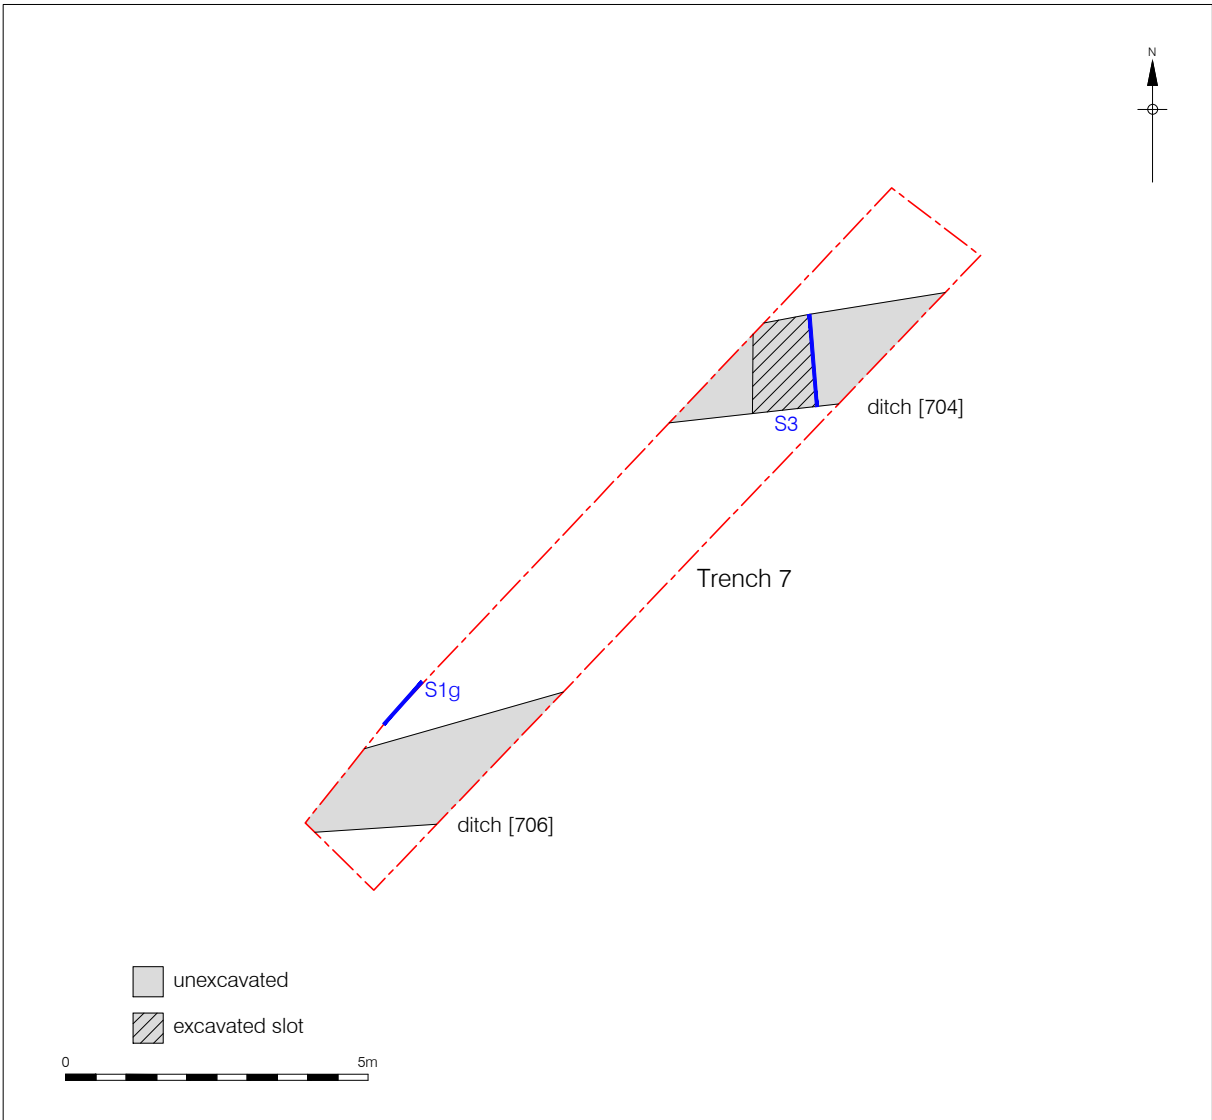 N
ditch [704]
S3
Trench 7
S1g
ditch [706]
unexcavated
excavated slot
0 5m